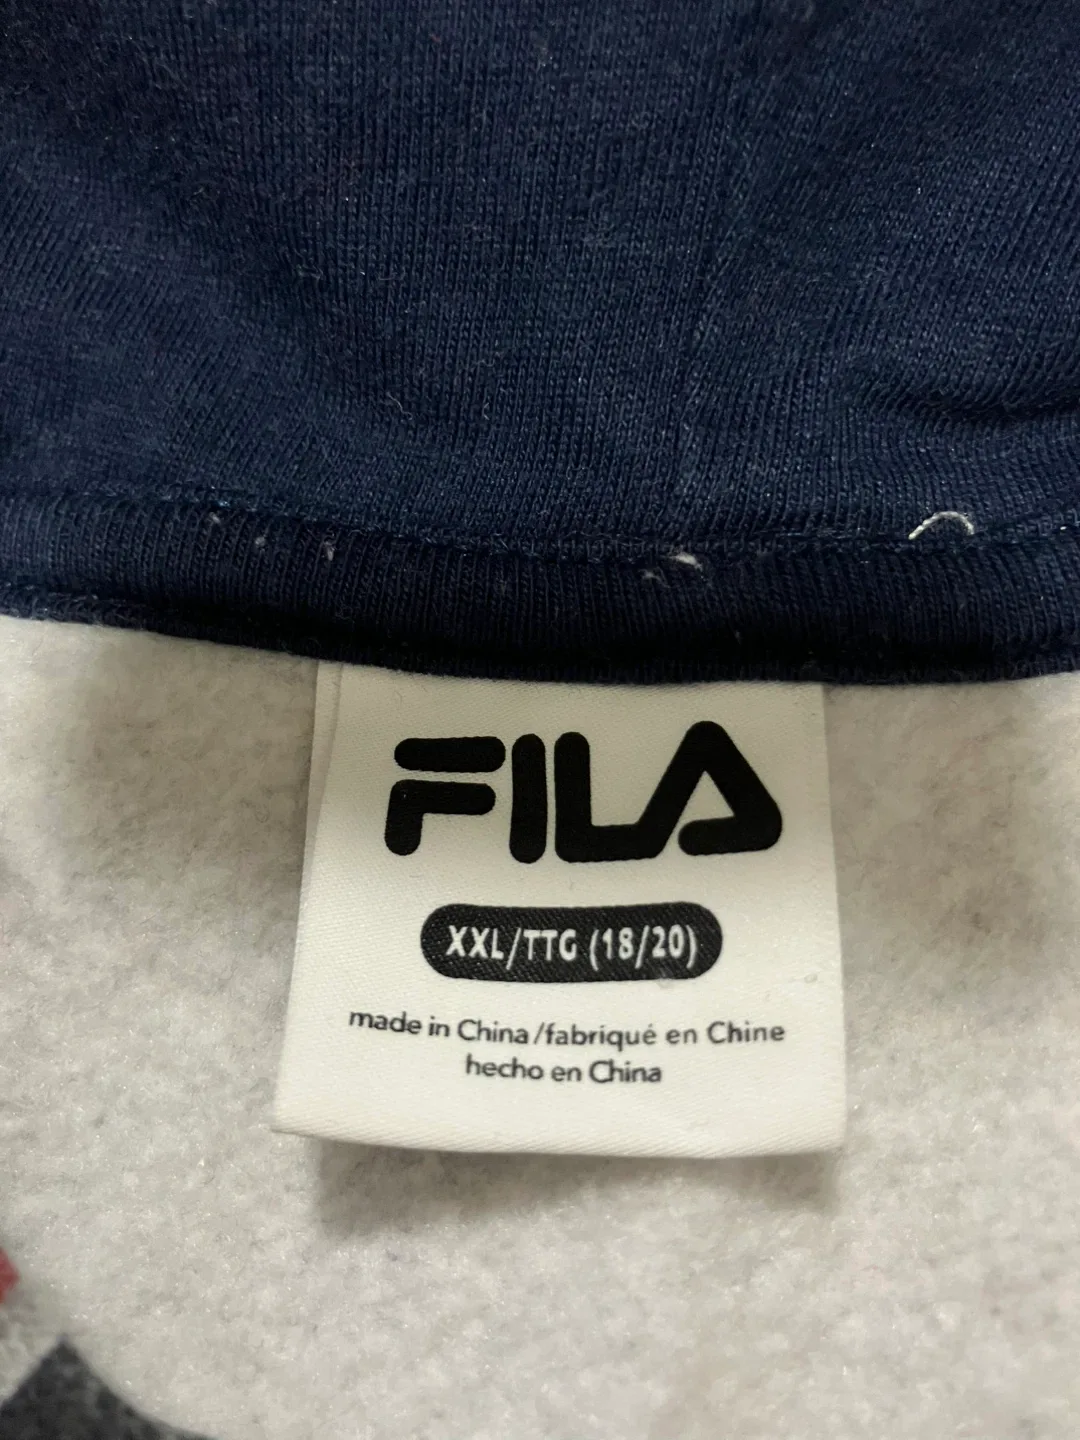 FILA
XXL/TTG (18/20)
made in China/fabriqué en Chine
hecho en China